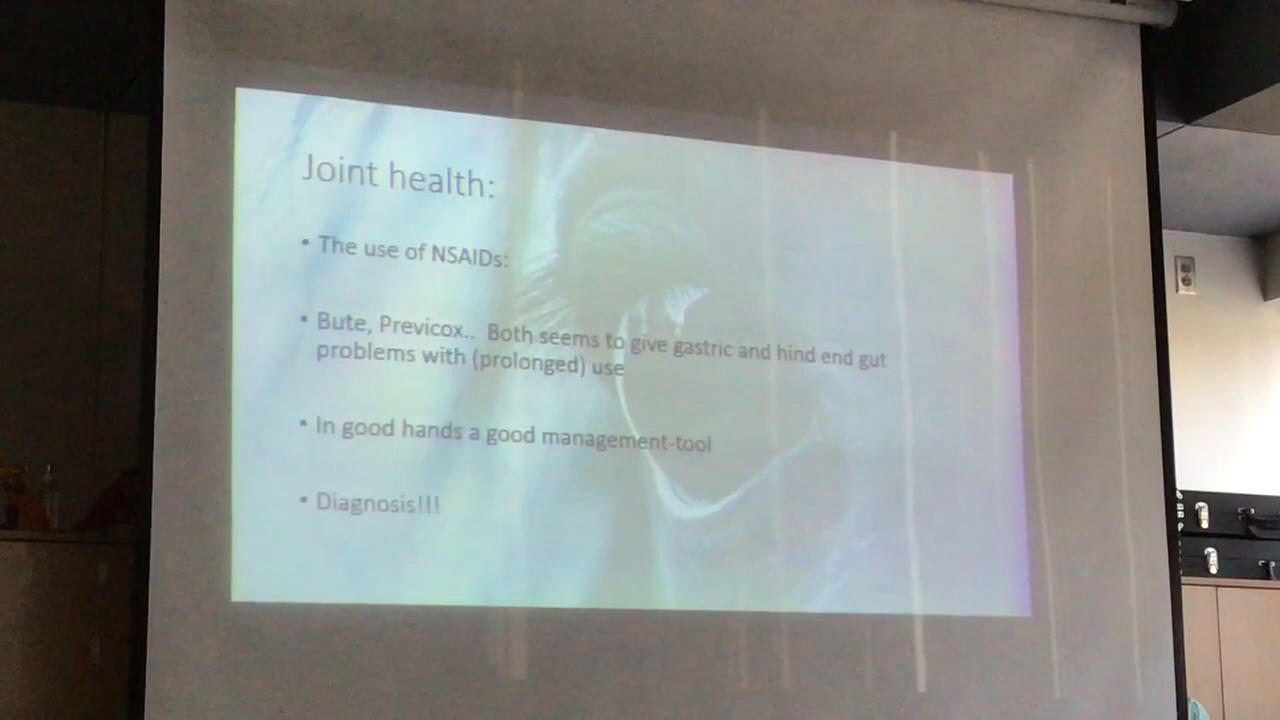 Joint health:
• The use of NSAIDs:
• Bute, Previcox.. Both seems to give gastric and hind end gut
problems with (prolonged) use
• In good hands a good management-tool
• Diagnosis!!!